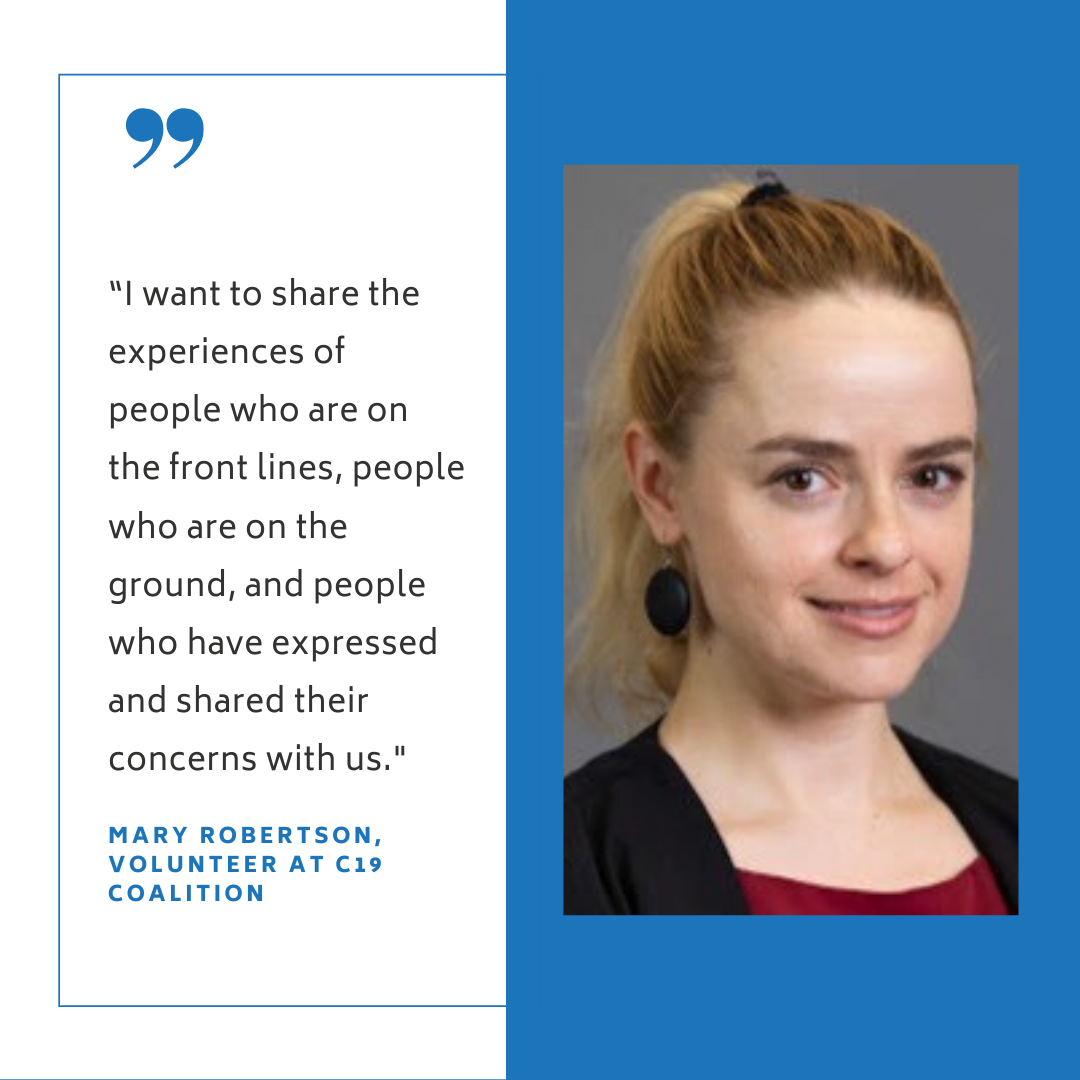 ”
“I want to share the
experiences of
people who are on
the front lines, people
who are on the
ground, and people
who have expressed
and shared their
concerns with us."
MARY ROBERTSON,
VOLUNTEER AT C19
COALITION